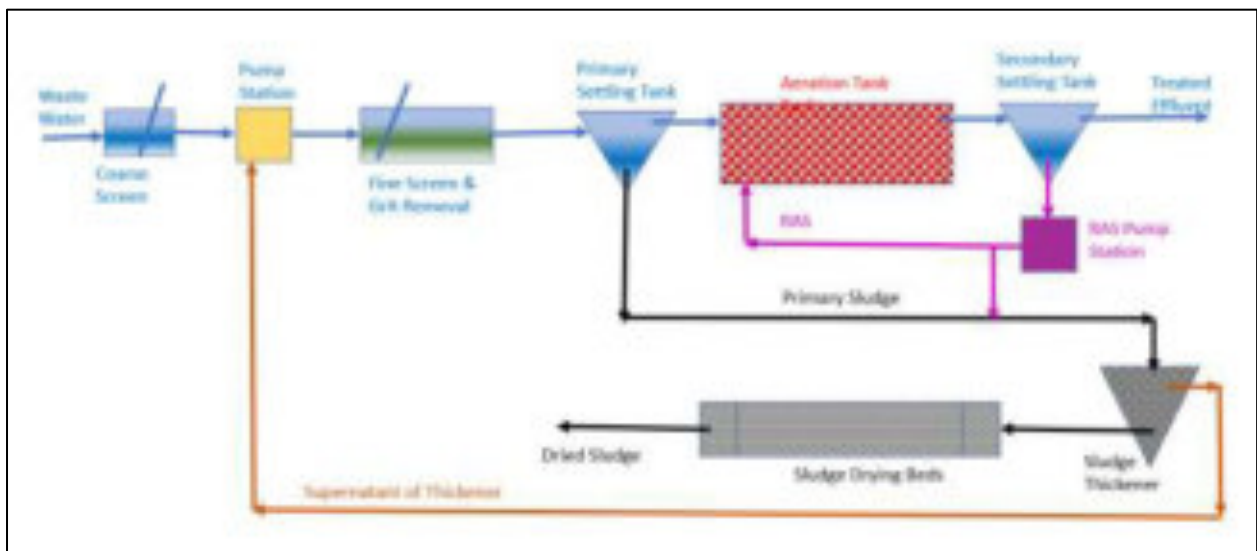 Waste
Water
Coarse
Screen
Pump
Station
Fine Screen &
Grit Removal
Primary
Settling Tank
Aeration Tank
Secondary
Settling Tank
Treated
Effluent
RAS
RAS Pump
Station
Primary Sludge
Sludge
Thickener
Sludge Drying Beds
Dried Sludge
Supernatant of Thickener